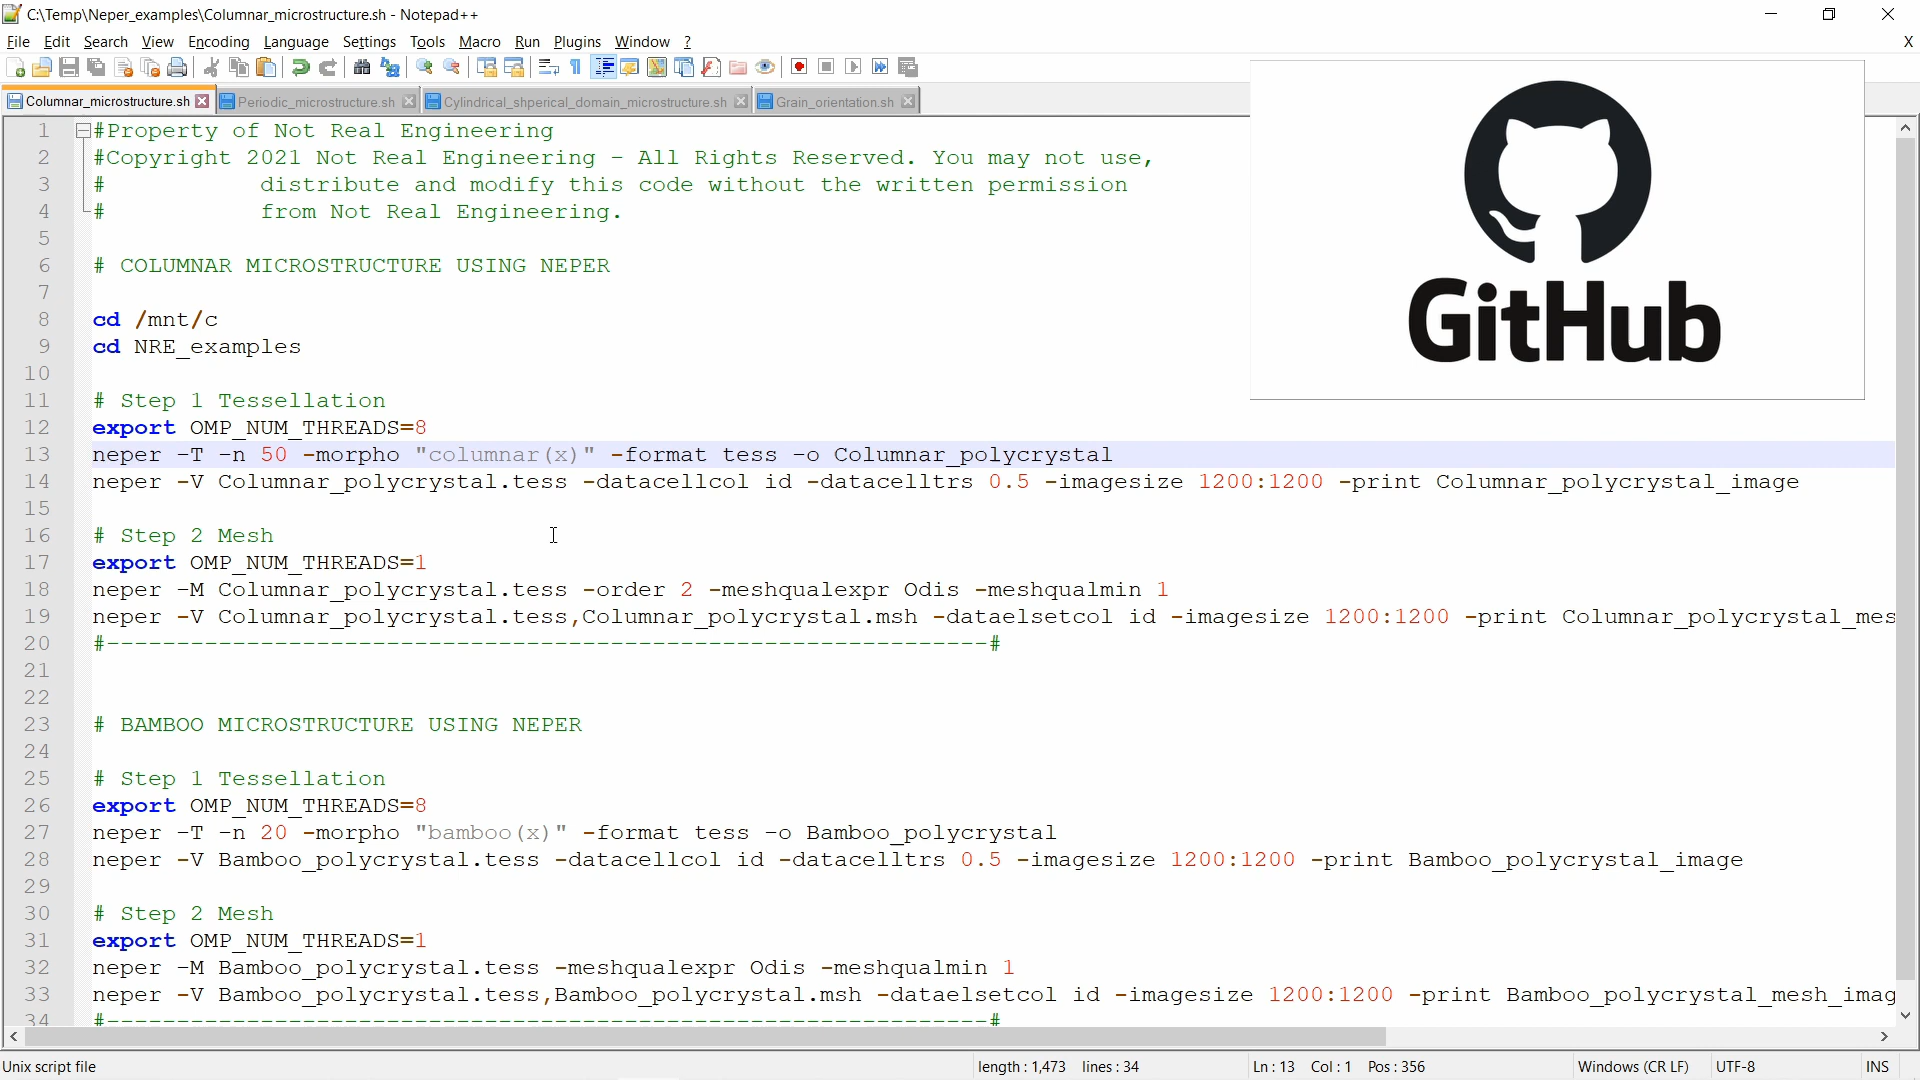 C:\Temp\Neper_examples\Columnar_microstructure.sh - Notepad++
File Edit Search View Encoding Language Settings Tools Macro Run Plugins Window ? X
Columnar_microstructure.sh Periodic_microstructure.sh Cylindrical_shperical_domain_microstructure.sh Grain_orientation.sh
GitHub
1 #Property of Not Real Engineering
2 #Copyright 2021 Not Real Engineering - All Rights Reserved. You may not use,
3 # distribute and modify this code without the written permission
4 # from Not Real Engineering.
5
6 # COLUMNAR MICROSTRUCTURE USING NEPER
7
8 cd /mnt/c
9 cd NRE_examples
10
11 # Step 1 Tessellation
12 export OMP_NUM_THREADS=8
13 neper -T -n 50 -morpho "columnar(x)" -format tess -o Columnar_polycrystal
14 neper -V Columnar_polycrystal.tess -datacellcol id -datacelltrs 0.5 -imagesize 1200:1200 -print Columnar_polycrystal_image
15
16 # Step 2 Mesh
17 export OMP_NUM_THREADS=1
18 neper -M Columnar_polycrystal.tess -order 2 -meshqualexpr Odis -meshqualmin 1
19 neper -V Columnar_polycrystal.tess,Columnar_polycrystal.msh -dataelsetcol id -imagesize 1200:1200 -print Columnar_polycrystal_mes
20 #---------------------------------------------------------------#
21
22
23 # BAMBOO MICROSTRUCTURE USING NEPER
24
25 # Step 1 Tessellation
26 export OMP_NUM_THREADS=8
27 neper -T -n 20 -morpho "bamboo(x)" -format tess -o Bamboo_polycrystal
28 neper -V Bamboo_polycrystal.tess -datacellcol id -datacelltrs 0.5 -imagesize 1200:1200 -print Bamboo_polycrystal_image
29
30 # Step 2 Mesh
31 export OMP_NUM_THREADS=1
32 neper -M Bamboo_polycrystal.tess -meshqualexpr Odis -meshqualmin 1
33 neper -V Bamboo_polycrystal.tess,Bamboo_polycrystal.msh -dataelsetcol id -imagesize 1200:1200 -print Bamboo_polycrystal_mesh_imag
34 #---------------------------------------------------------------#
Unix script file length : 1,473 lines : 34 Ln : 13 Col : 1 Pos : 356 Windows (CR LF) UTF-8 INS